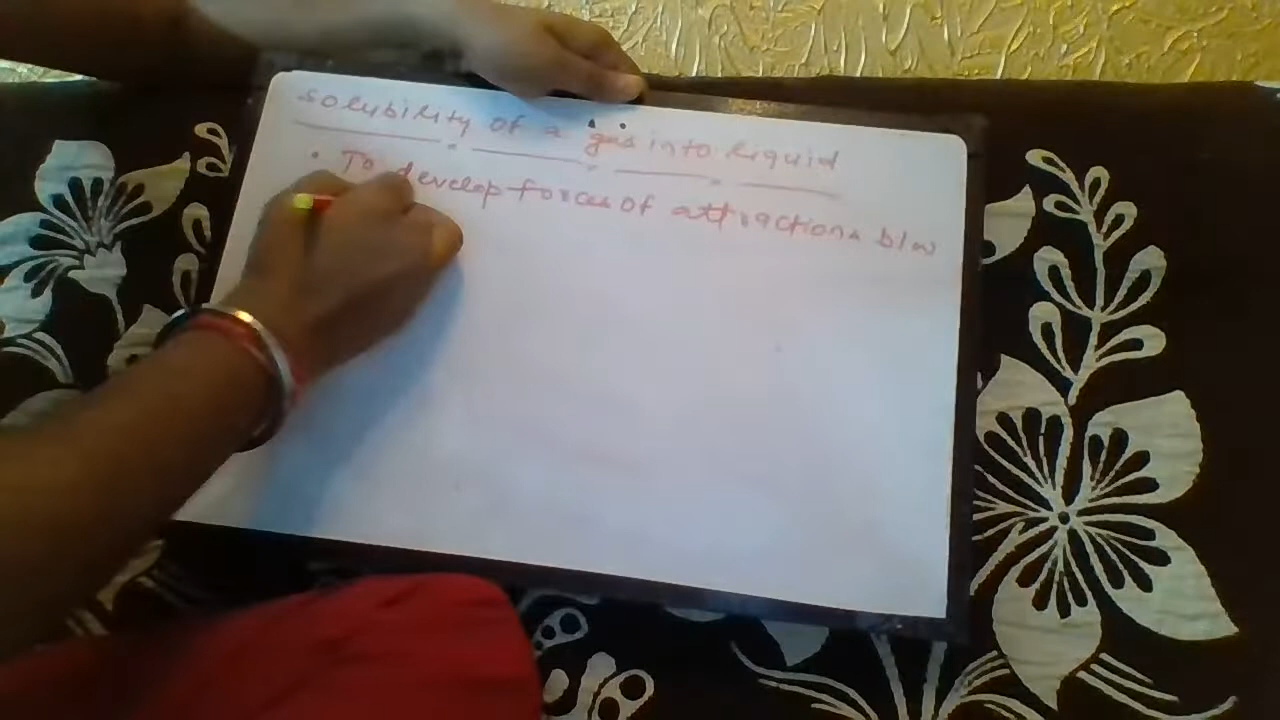 Solubility of a gas into liquid
• To develop forces of attractions b/w